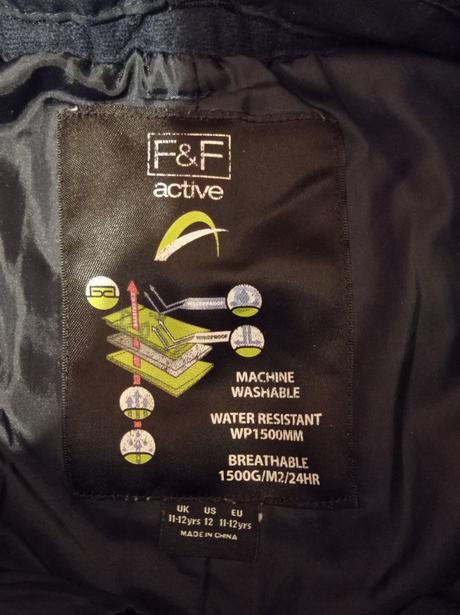 F&F
active
WATERPROOF
WINDPROOF
MACHINE
WASHABLE
WATER RESISTANT
WP1500MM
BREATHABLE
1500G/M2/24HR
UK US EU
11-12yrs 12 11-12yrs
MADE IN CHINA